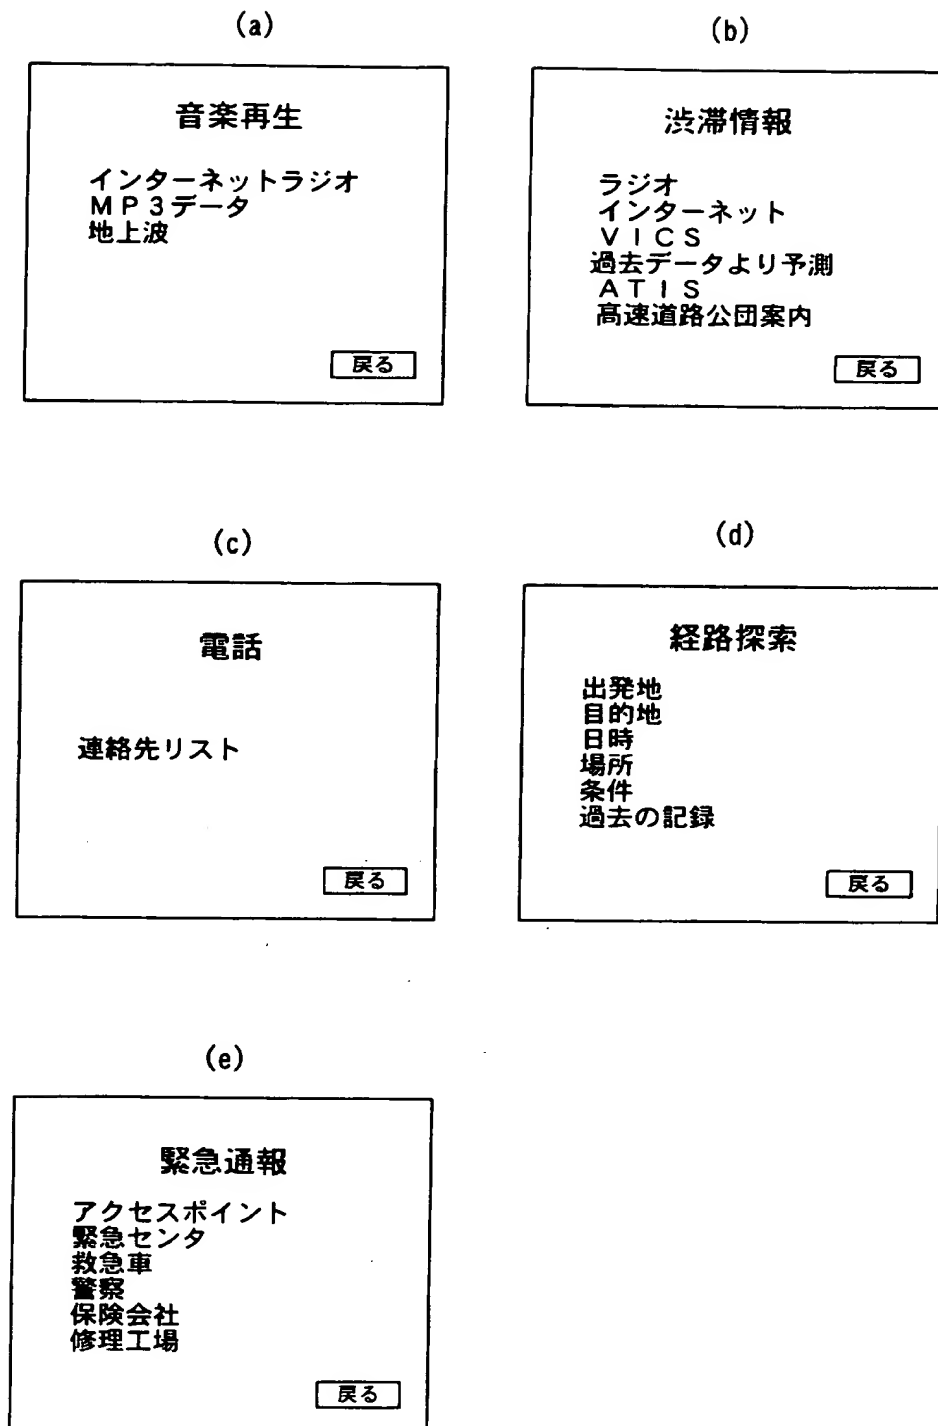 (a)
音楽再生
インターネットラジオ
MP3データ
地上波
戻る
(b)
渋滞情報
ラジオ
インターネット
VICS
過去データより予測
ATIS
高速道路公団案内
戻る
(c)
電話
連絡先リスト
戻る
(d)
経路探索
出発地
目的地
日時
場所
条件
過去の記録
戻る
(e)
緊急通報
アクセスポイント
緊急センタ
救急車
警察
保険会社
修理工場
戻る